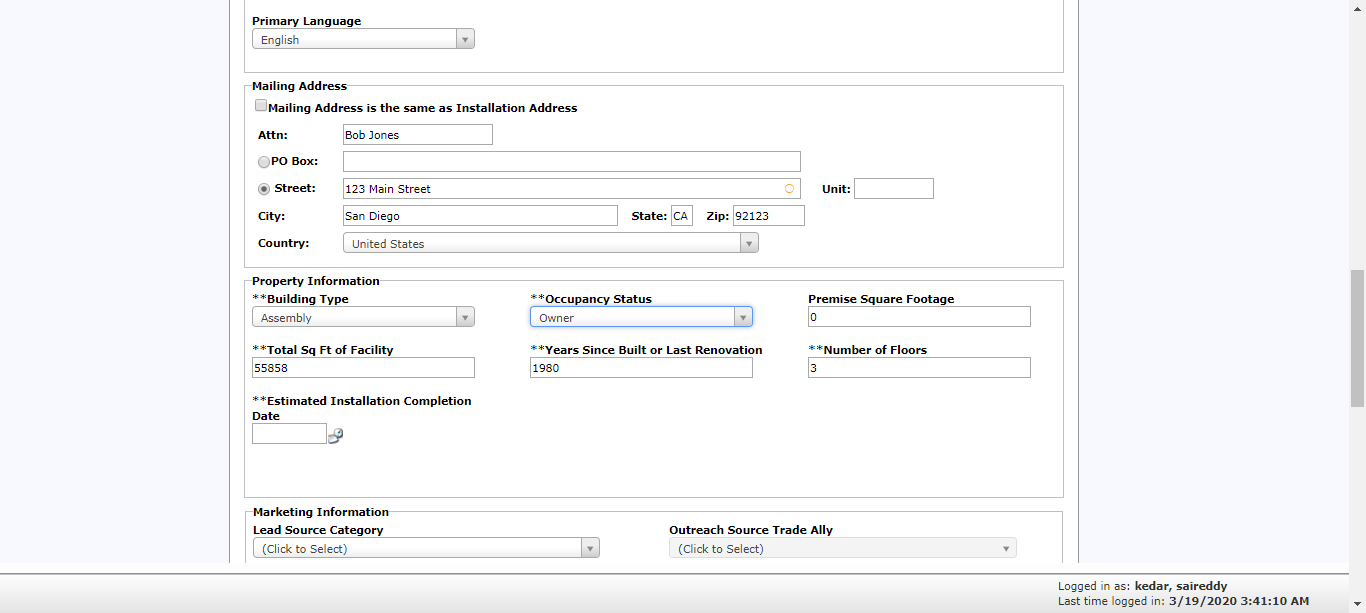 Primary Language
English
Mailing Address
Mailing Address is the same as Installation Address
Attn: Bob Jones
PO Box:
Street: 123 Main Street Unit:
City: San Diego State: CA Zip: 92123
Country: United States
Property Information
**Building Type **Occupancy Status Premise Square Footage
Assembly Owner 0
**Total Sq Ft of Facility **Years Since Built or Last Renovation **Number of Floors
55858 1980 3
**Estimated Installation Completion
Date
Marketing Information
Lead Source Category Outreach Source Trade Ally
(Click to Select) (Click to Select)
Logged in as: kedar, saireddy
Last time logged in: 3/19/2020 3:41:10 AM